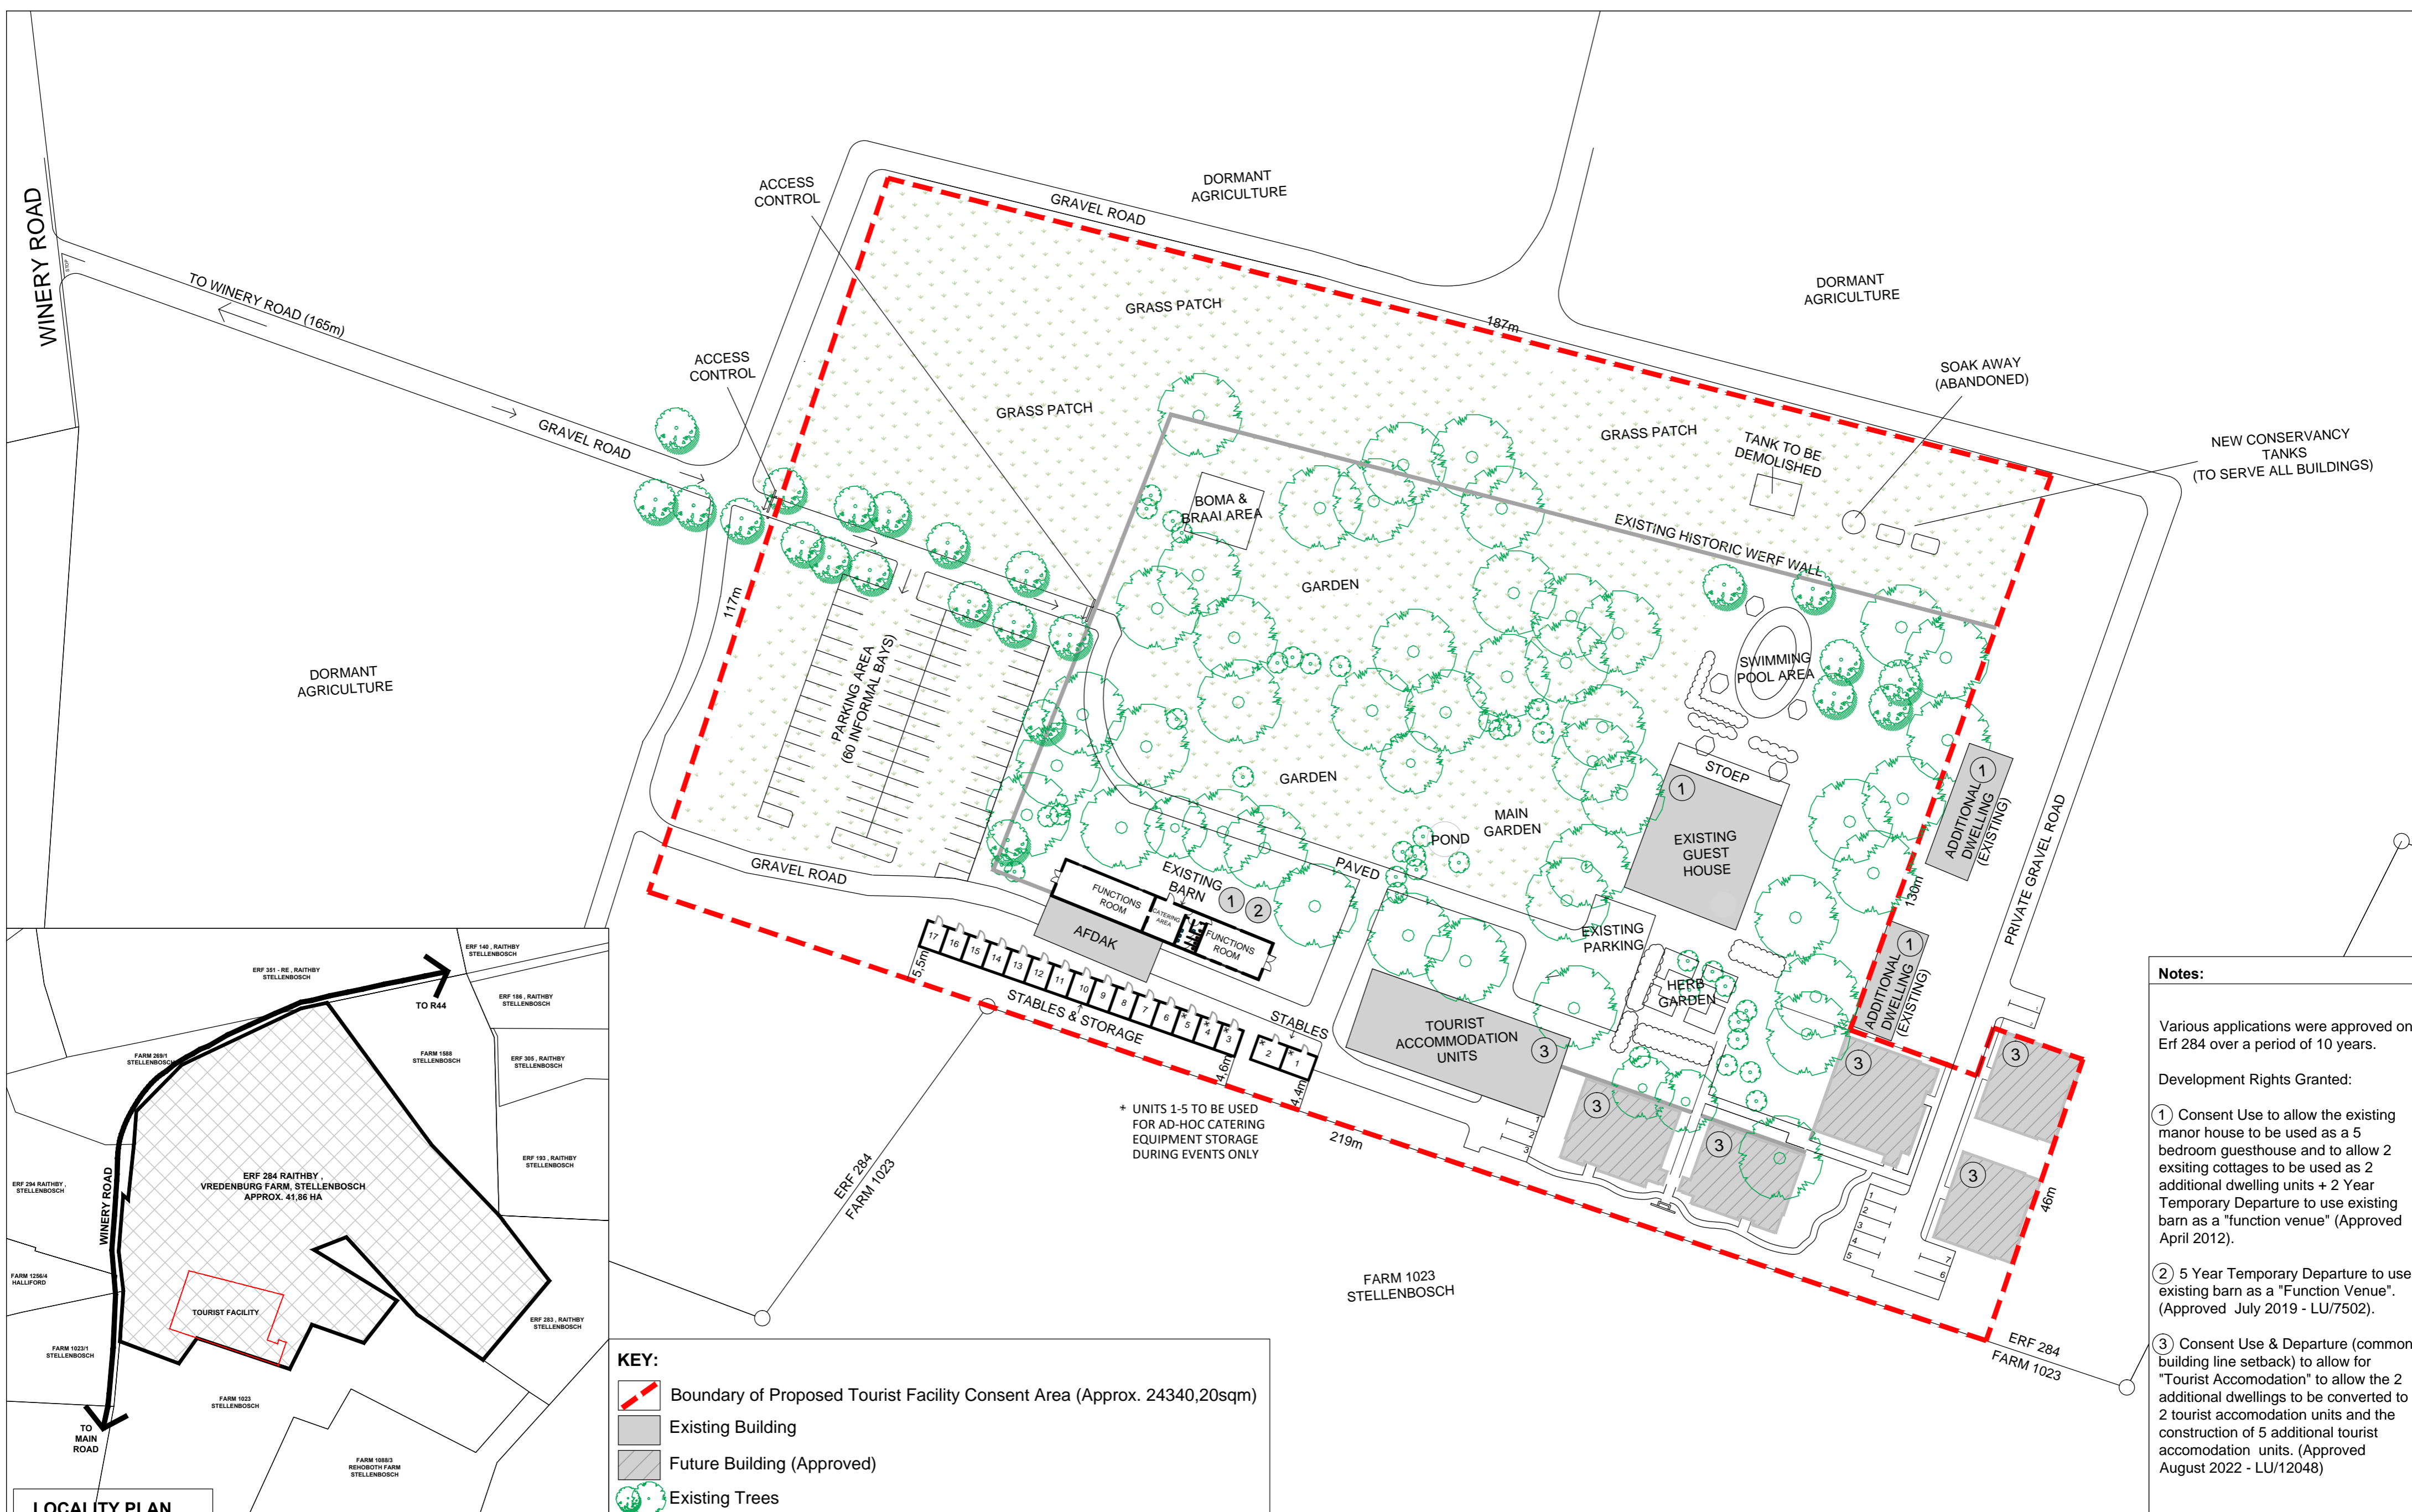 WINERY ROAD
STOP
TO WINERY ROAD (165m)
GRAVEL ROAD
ACCESS
CONTROL
ACCESS
CONTROL
DORMANT
AGRICULTURE
GRAVEL ROAD
DORMANT
AGRICULTURE
187m
GRASS PATCH
GRASS PATCH
GRASS PATCH
SOAK AWAY
(ABANDONED)
NEW CONSERVANCY
TANKS
(TO SERVE ALL BUILDINGS)
TANK TO BE
DEMOLISHED
BOMA &
BRAAI AREA
EXISTING HISTORIC WERF WALL
GARDEN
117m
DORMANT
AGRICULTURE
PARKING AREA
(60 INFORMAL BAYS)
SWIMMING
POOL AREA
GARDEN
STOEP
1
EXISTING
GUEST
HOUSE
MAIN
GARDEN
POND
PAVED
1
ADDITIONAL
DWELLING
(EXISTING)
130m
PRIVATE GRAVEL ROAD
GRAVEL ROAD
EXISTING
BARN
1
2
FUNCTIONS
ROOM
CATERING
AREA
FUNCTIONS
ROOM
AFDAK
EXISTING
PARKING
HERB
GARDEN
1
ADDITIONAL
DWELLING
(EXISTING)
17
16
15
14
13
12
11
10
9
8
7
6
5
4
3
2
1
5,5m
STABLES & STORAGE
STABLES
4,6m
4,4m
TOURIST
ACCOMMODATION
UNITS
3
3
3
3
3
3
1
2
3
1
2
3
4
5
7
6
+ UNITS 1-5 TO BE USED
FOR AD-HOC CATERING
EQUIPMENT STORAGE
DURING EVENTS ONLY
219m
46m
ERF 284
FARM 1023
FARM 1023
STELLENBOSCH
ERF 284
FARM 1023
ERF 351 - RE , RAITHBY
STELLENBOSCH
ERF 140 , RAITHBY
STELLENBOSCH
TO R44
ERF 186 , RAITHBY
STELLENBOSCH
FARM 269/1
STELLENBOSCH
FARM 1588
STELLENBOSCH
ERF 305 , RAITHBY
STELLENBOSCH
ERF 193 , RAITHBY
STELLENBOSCH
ERF 294 RAITHBY ,
STELLENBOSCH
WINERY ROAD
ERF 284 RAITHBY ,
VREDENBURG FARM, STELLENBOSCH
APPROX. 41,86 HA
FARM 1256/4
HALLIFORD
TOURIST FACILITY
ERF 283 , RAITHBY
STELLENBOSCH
FARM 1023/1
STELLENBOSCH
FARM 1023
STELLENBOSCH
TO
MAIN
ROAD
FARM 1088/3
REHOBOTH FARM
STELLENBOSCH
LOCALITY PLAN
KEY:
Boundary of Proposed Tourist Facility Consent Area (Approx. 24340,20sqm)
Existing Building
Future Building (Approved)
Existing Trees
Notes:
Various applications were approved on
Erf 284 over a period of 10 years.
Development Rights Granted:
1 Consent Use to allow the existing
manor house to be used as a 5
bedroom guesthouse and to allow 2
exsiting cottages to be used as 2
additional dwelling units + 2 Year
Temporary Departure to use existing
barn as a "function venue" (Approved
April 2012).
2 5 Year Temporary Departure to use
existing barn as a "Function Venue".
(Approved July 2019 - LU/7502).
3 Consent Use & Departure (common
building line setback) to allow for
"Tourist Accomodation" to allow the 2
additional dwellings to be converted to
2 tourist accomodation units and the
construction of 5 additional tourist
accomodation units. (Approved
August 2022 - LU/12048)